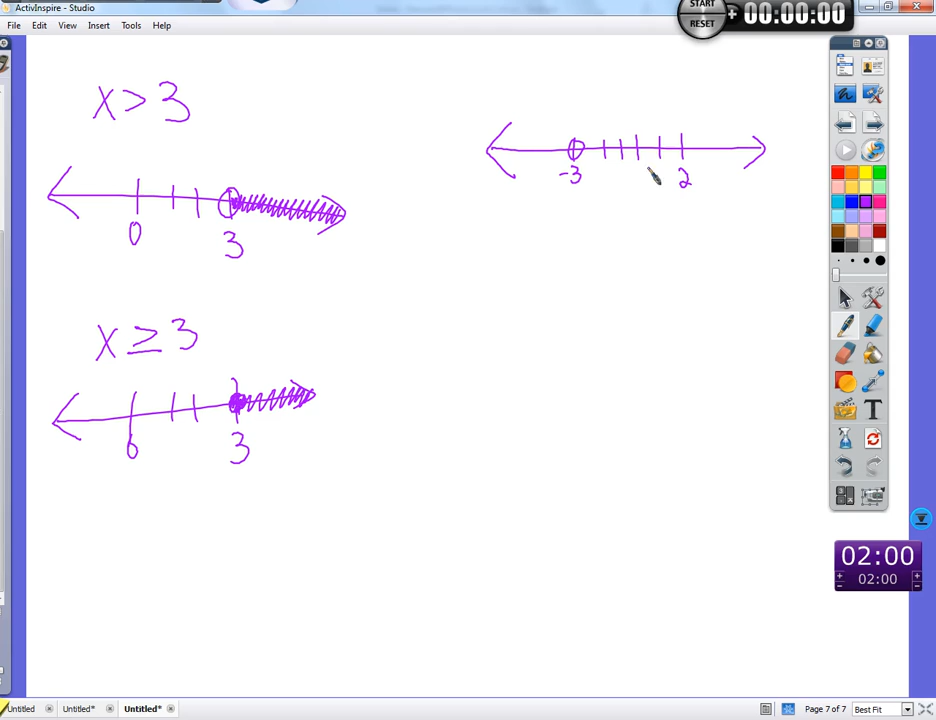 ActivInspire - Studio
START
RESET
00:00:00
File Edit View Insert Tools Help
x > 3
0 3
-3 2
x ≥ 3
0 3
02:00
02:00
Untitled Untitled* Untitled*
Page 7 of 7 Best Fit